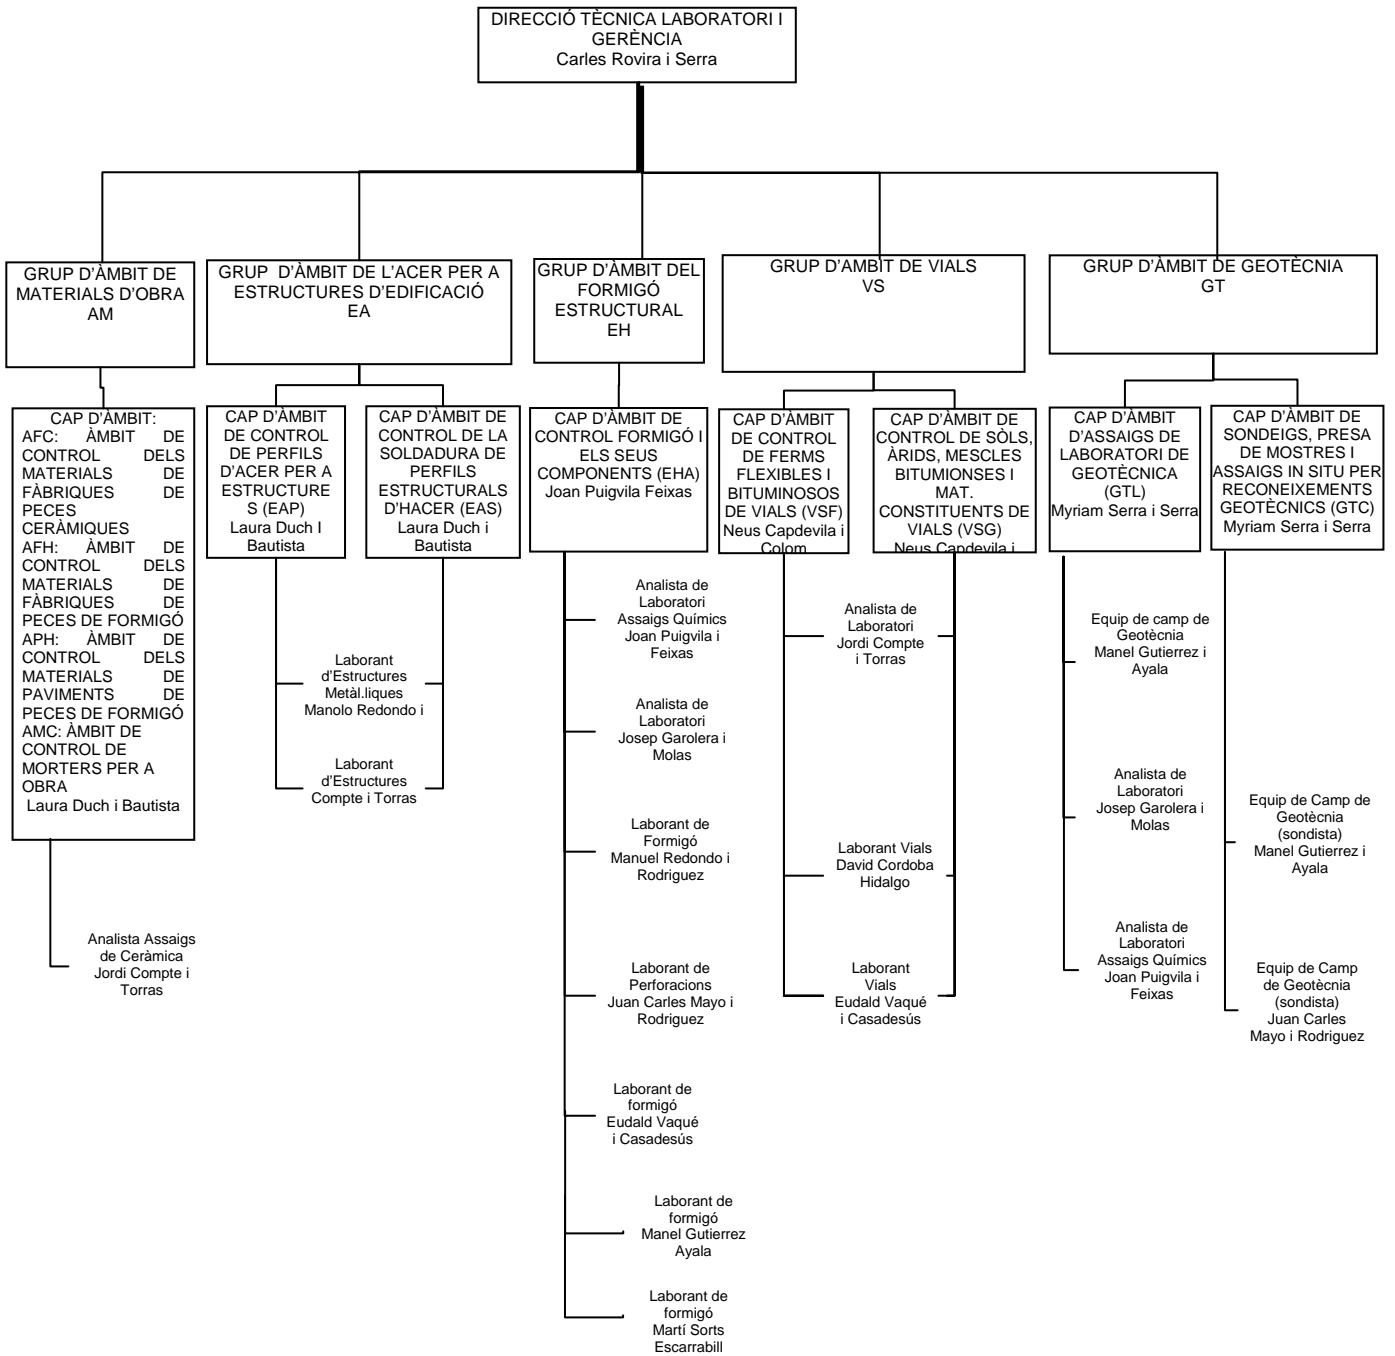 DIRECCIÓ TÈCNICA LABORATORI I
GERÈNCIA
Carles Rovira i Serra
GRUP D'ÀMBIT DE
MATERIALS D'OBRA
AM
GRUP D'ÀMBIT DE L'ACER PER A
ESTRUCTURES D'EDIFICACIÓ
EA
GRUP D'ÀMBIT DEL
FORMIGÓ
ESTRUCTURAL
EH
GRUP D'AMBIT DE VIALS
VS
GRUP D'ÀMBIT DE GEOTÈCNIA
GT
CAP D'ÀMBIT:
AFC: ÀMBIT DE
CONTROL DELS
MATERIALS DE
FÀBRIQUES DE
PECES
CERÀMIQUES
AFH: ÀMBIT DE
CONTROL DELS
MATERIALS DE
FÀBRIQUES DE
PECES DE FORMIGÓ
APH: ÀMBIT DE
CONTROL DELS
MATERIALS DE
PAVIMENTS DE
PECES DE FORMIGÓ
AMC: ÀMBIT DE
CONTROL DE
MORTERS PER A
OBRA
Laura Duch i Bautista
CAP D'ÀMBIT
DE CONTROL
DE PERFILS
D'ACER PER A
ESTRUCTURE
S (EAP)
Laura Duch I
Bautista
CAP D'ÀMBIT DE
CONTROL DE LA
SOLDADURA DE
PERFILS
ESTRUCTURALS
D'HACER (EAS)
Laura Duch i
Bautista
CAP D'ÀMBIT DE
CONTROL FORMIGÓ I
ELS SEUS
COMPONENTS (EHA)
Joan Puigvila Feixas
CAP D'ÀMBIT
DE CONTROL
DE FERMS
FLEXIBLES I
BITUMINOSOS
DE VIALS (VSF)
Neus Capdevila i
Colom
CAP D'ÀMBIT DE
CONTROL DE SÒLS,
ÀRIDS, MESCLES
BITUMIONSES I
MAT.
CONSTITUENTS DE
VIALS (VSG)
Neus Capdevila i
CAP D'ÀMBIT
D'ASSAIGS DE
LABORATORI DE
GEOTÈCNICA
(GTL)
Myriam Serra i Serra
CAP D'ÀMBIT DE
SONDEIGS, PRESA
DE MOSTRES I
ASSAIGS IN SITU PER
RECONEIXEMENTS
GEOTÈCNICS (GTC)
Myriam Serra i Serra
Analista Assaigs
de Ceràmica
Jordi Compte i
Torras
Laborant
d'Estructures
Metàl.liques
Manolo Redondo i
Laborant
d'Estructures
Compte i Torras
Analista de
Laboratori
Assaigs Químics
Joan Puigvila i
Feixas
Analista de
Laboratori
Josep Garolera i
Molas
Laborant de
Formigó
Manuel Redondo i
Rodriguez
Laborant de
Perforacions
Juan Carles Mayo i
Rodriguez
Laborant de
formigó
Eudald Vaqué
i Casadesús
Laborant de
formigó
Manel Gutierrez
Ayala
Laborant de
formigó
Martí Sorts
Escarrabill
Analista de
Laboratori
Jordi Compte
i Torras
Laborant Vials
David Cordoba
Hidalgo
Laborant
Vials
Eudald Vaqué
i Casadesús
Equip de camp de
Geotècnia
Manel Gutierrez i
Ayala
Analista de
Laboratori
Josep Garolera i
Molas
Analista de
Laboratori
Assaigs Químics
Joan Puigvila i
Feixas
Equip de Camp de
Geotècnia
(sondista)
Manel Gutierrez i
Ayala
Equip de Camp
de Geotècnia
(sondista)
Juan Carles
Mayo i Rodriguez